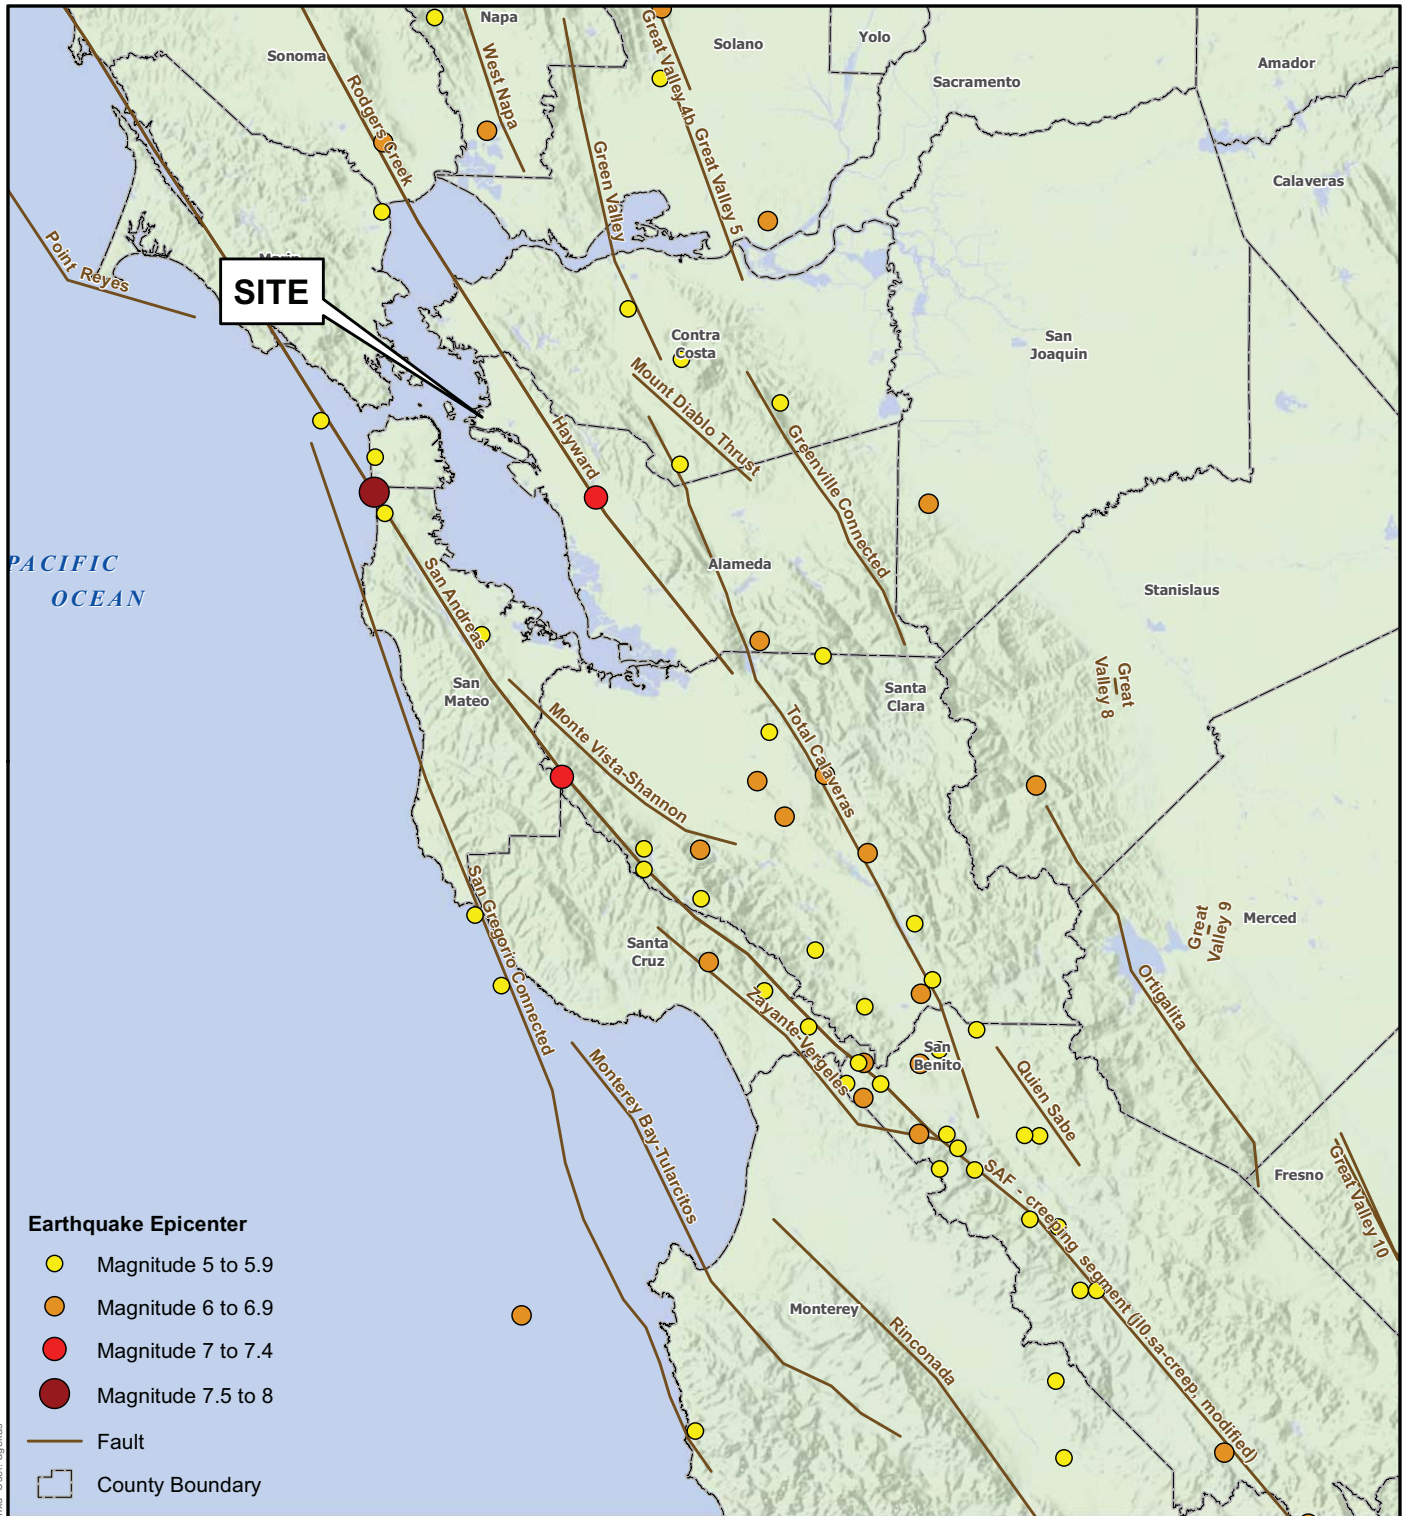 Napa
Solano
Yolo
Sonoma
Sacramento
Amador
West Napa
Great Valley 4b
Great Valley 5
Rodgers Creek
Green Valley
Calaveras
Point Reyes
Marin
SITE
Contra
Costa
San
Joaquin
Mount Diablo Thrust
Hayward
Greenville Connected
PACIFIC
OCEAN
San Andreas
Alameda
Stanislaus
San
Mateo
Santa
Clara
Great
Valley 8
Monte Vista-Shannon
Total Calaveras
San Gregorio Connected
Santa
Cruz
Great
Valley 9
Merced
Ortigalita
Zayante-Vergeles
San
Benito
Quien Sabe
Monterey Bay-Tularcitos
SAF - creeping segment (jl0.sa-creep, modified)
Fresno
Great Valley 10
Monterey
Rinconada
Earthquake Epicenter
Magnitude 5 to 5.9
Magnitude 6 to 6.9
Magnitude 7 to 7.4
Magnitude 7.5 to 8
Fault
County Boundary